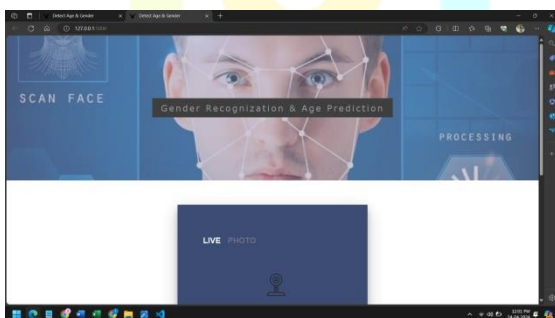 Detect Age & Gender
Detect Age & Gender
127.0.0.1
SCAN FACE
Gender Recognization & Age Prediction
PROCESSING
LIVE PHOTO